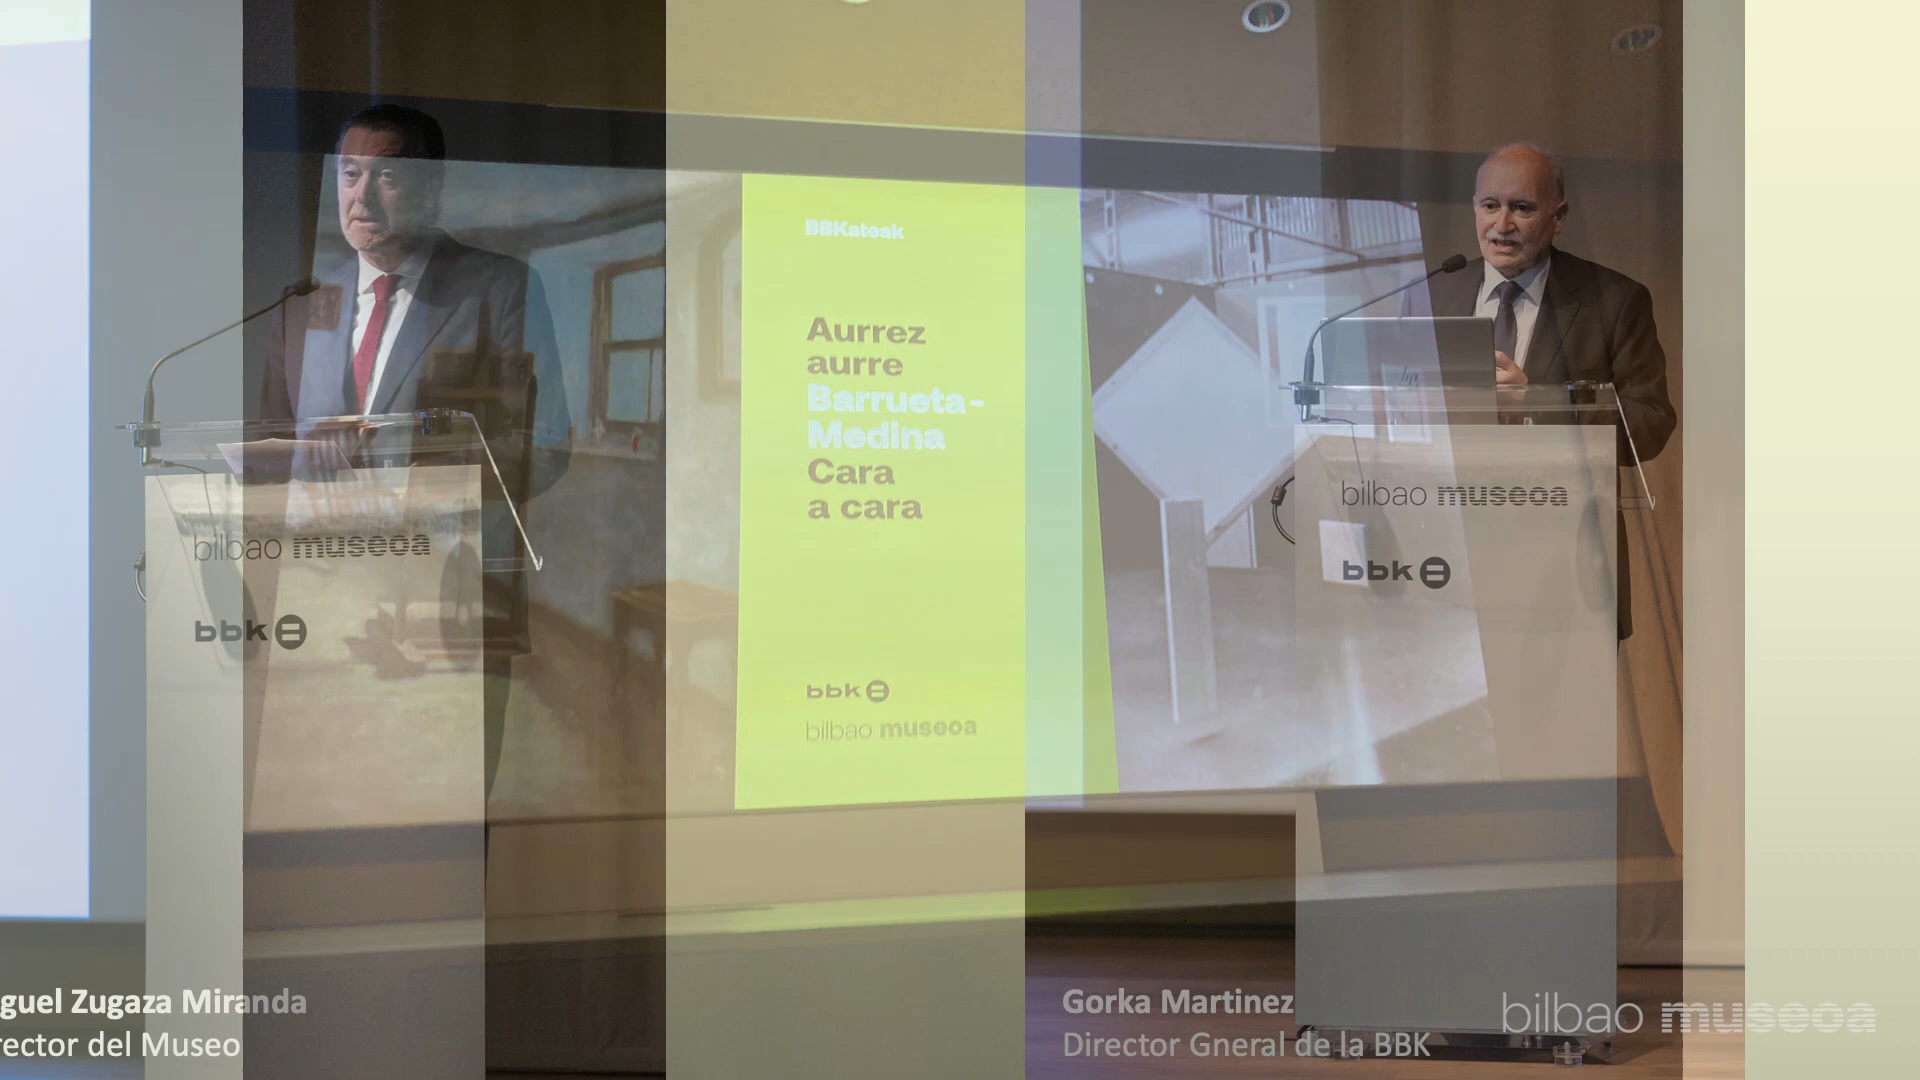 BBKateak
Aurrez
aurre
Barrueta-
Medina
Cara
a cara
bbk
bilbao museoa
bilbao museoa
bbk
bilbao museoa
bbk
guel Zugaza Miranda
rector del Museo
Gorka Martinez
Director Gneral de la BBK
bilbao museoa